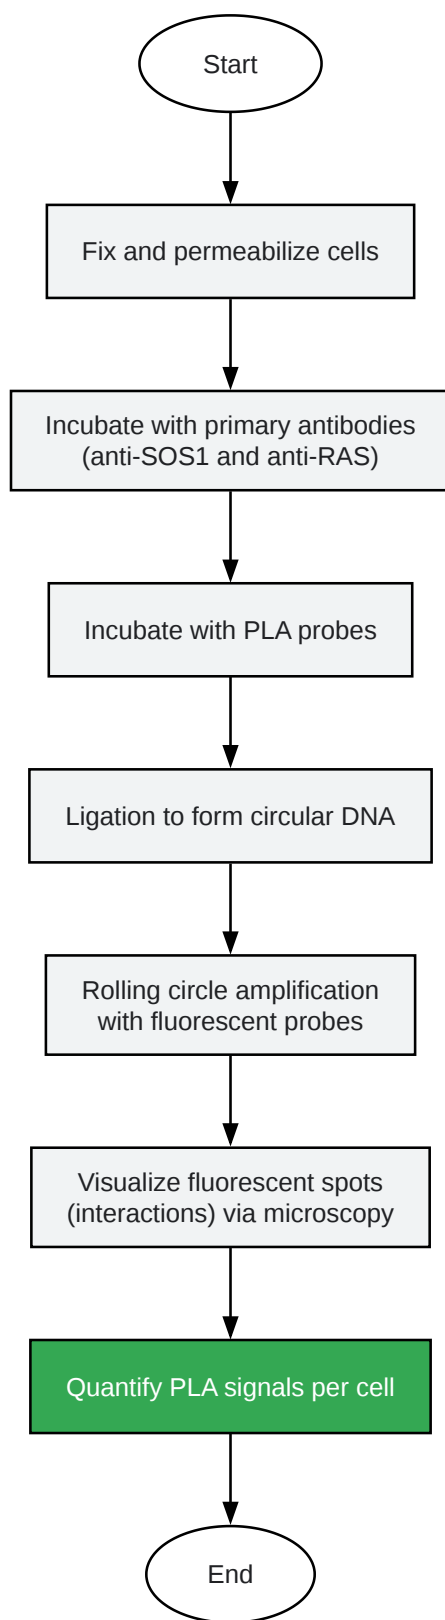 Start
Fix and permeabilize cells
Incubate with primary antibodies
(anti-SOS1 and anti-RAS)
Incubate with PLA probes
Ligation to form circular DNA
Rolling circle amplification
with fluorescent probes
Visualize fluorescent spots
(interactions) via microscopy
Quantify PLA signals per cell
End